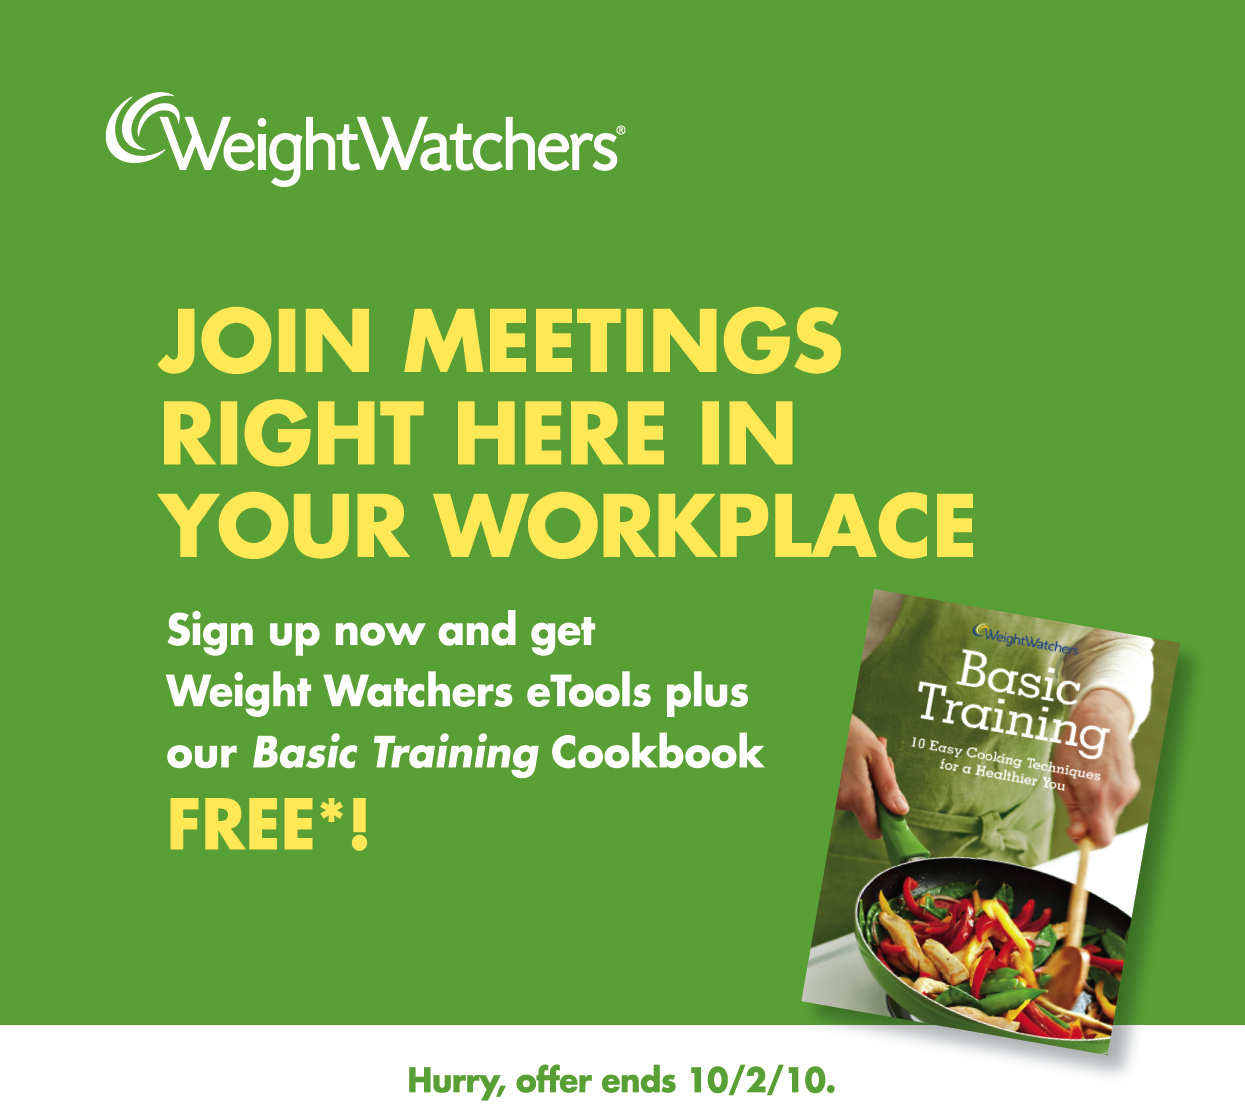 WeightWatchers®
JOIN MEETINGS
RIGHT HERE IN
YOUR WORKPLACE
Sign up now and get
Weight Watchers eTools plus
our Basic Training Cookbook
FREE*!
WeightWatchers
Basic
Training
10 Easy Cooking Techniques
for a Healthier You
Hurry, offer ends 10/2/10.